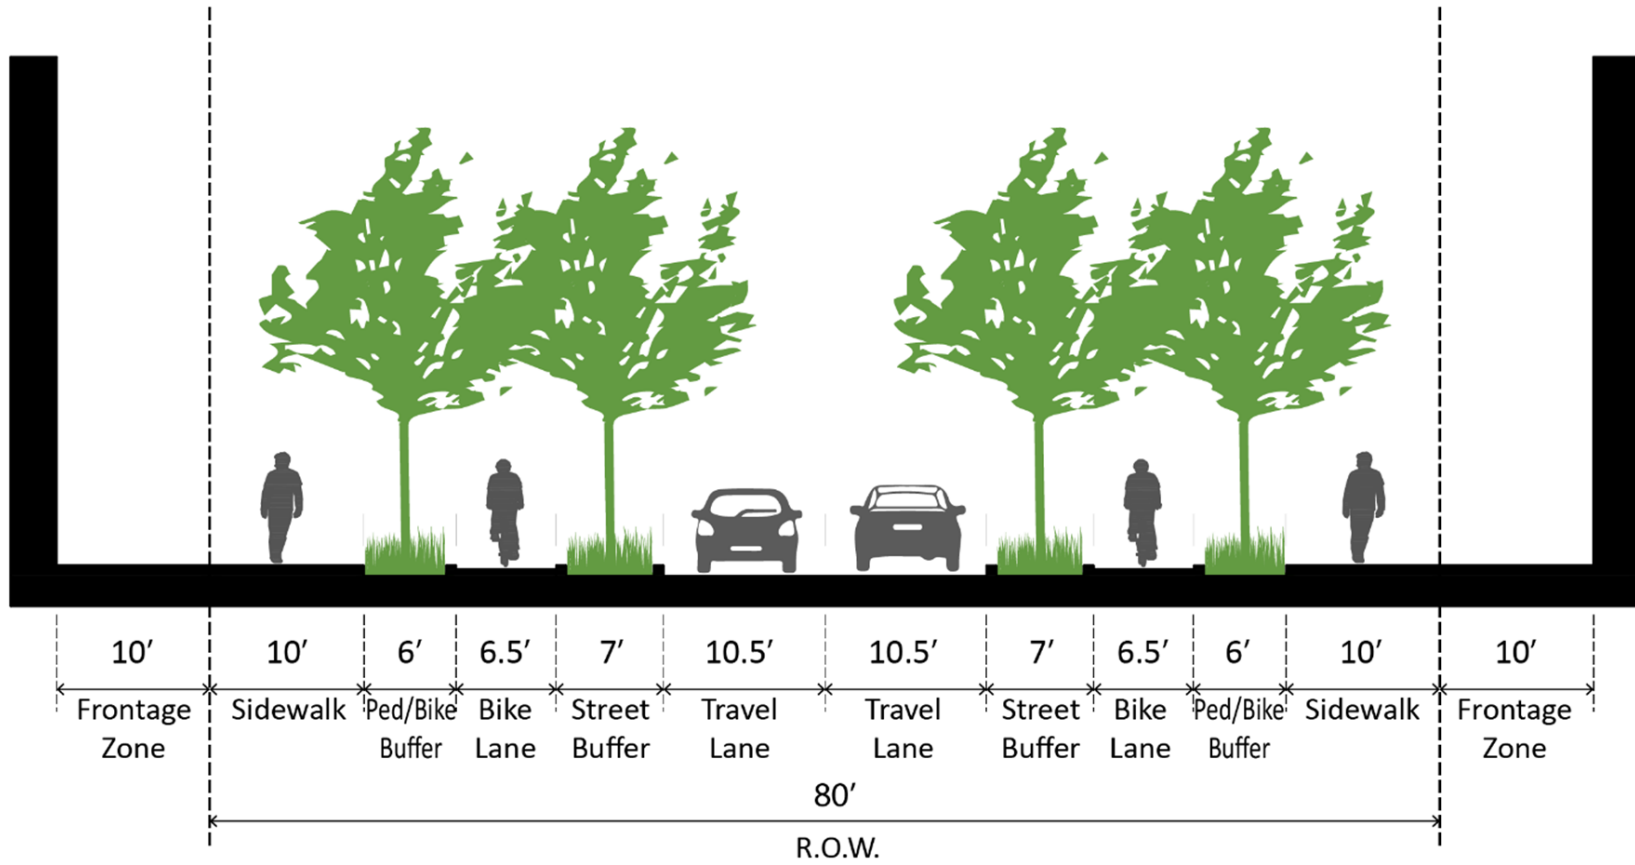 10’ 10’ 6’ 6.5’ 7’ 10.5’ 10.5’ 7’ 6.5’ 6’ 10’ 10’
Frontage Sidewalk Ped/Bike Bike Street Travel Travel Street Bike Ped/Bike Sidewalk Frontage
Zone Buffer Lane Buffer Lane Lane Buffer Lane Buffer Zone
80’
R.O.W.